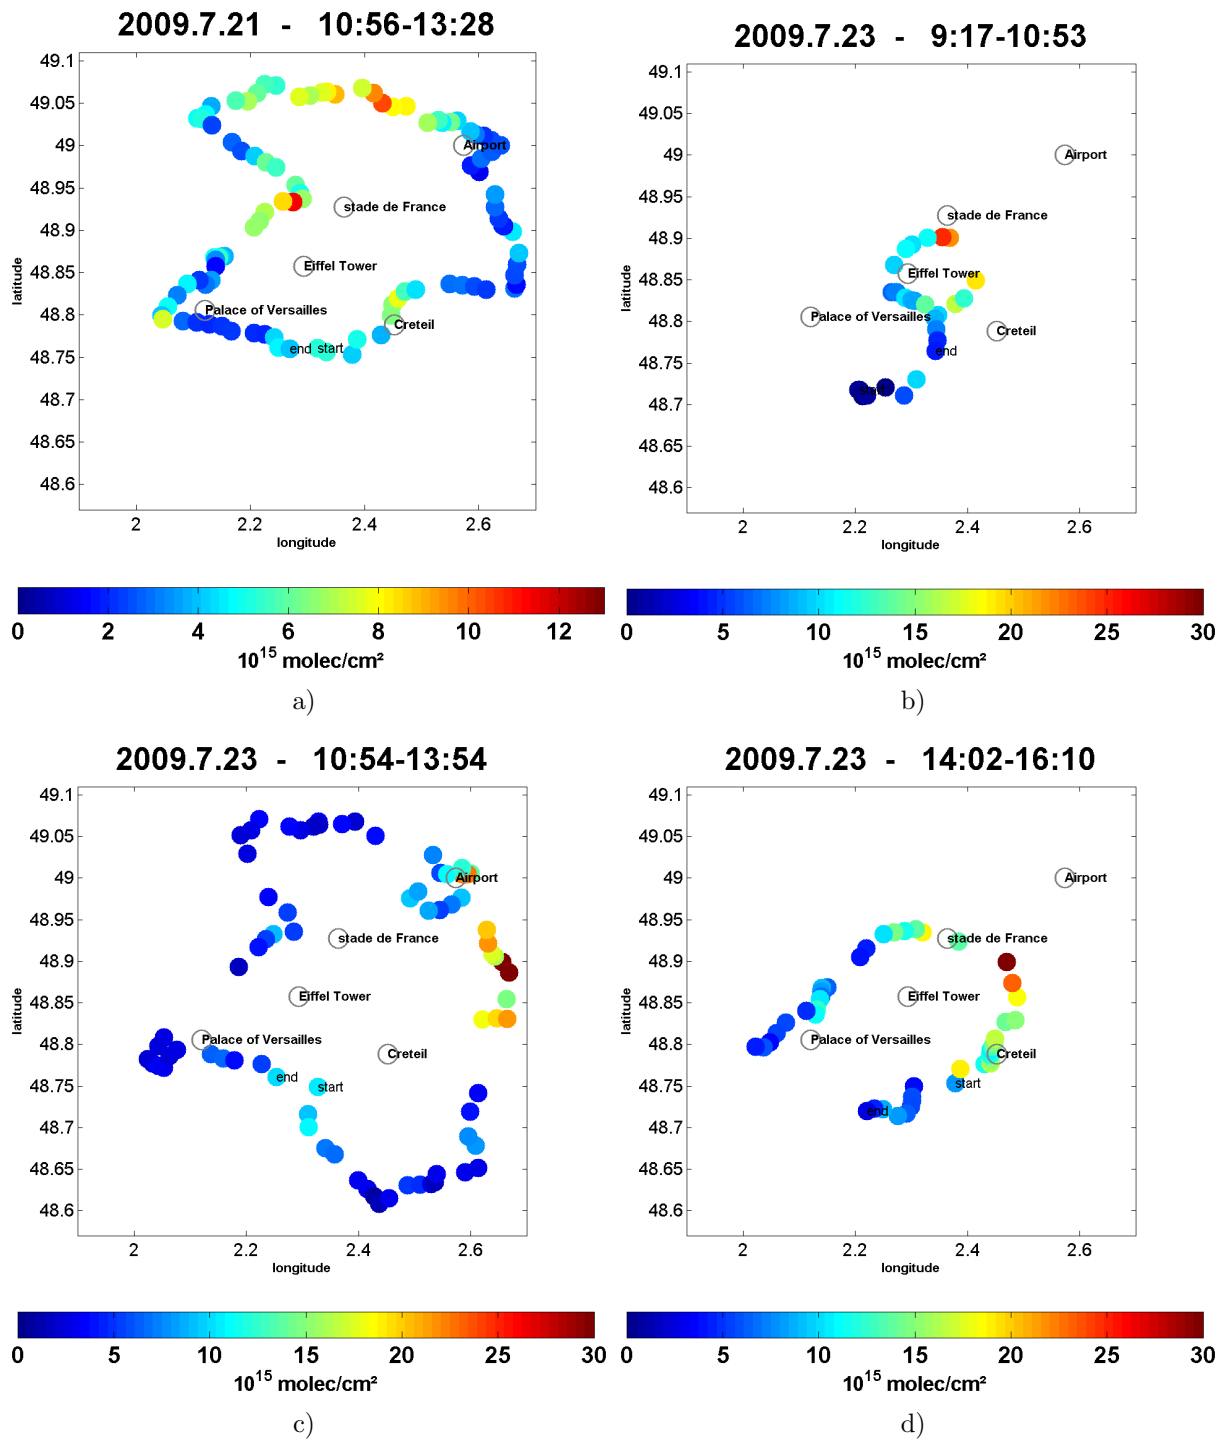 2009.7.21 - 10:56-13:28
49.1
49.05
49
48.95
48.9
48.85
48.8
48.75
48.7
48.65
48.6
latitude
Airport
stade de France
Eiffel Tower
Palace of Versailles
Creteil
end start
2 2.2 2.4 2.6
longitude
0 2 4 6 8 10 12
10^15 molec/cm²
a)
2009.7.23 - 9:17-10:53
49.1
49.05
49
48.95
48.9
48.85
48.8
48.75
48.7
48.65
48.6
latitude
Airport
stade de France
Eiffel Tower
Palace of Versailles
Creteil
end
2 2.2 2.4 2.6
longitude
0 5 10 15 20 25 30
10^15 molec/cm²
b)
2009.7.23 - 10:54-13:54
49.1
49.05
49
48.95
48.9
48.85
48.8
48.75
48.7
48.65
48.6
latitude
Airport
stade de France
Eiffel Tower
Palace of Versailles
Creteil
end
start
2 2.2 2.4 2.6
longitude
0 5 10 15 20 25 30
10^15 molec/cm²
c)
2009.7.23 - 14:02-16:10
49.1
49.05
49
48.95
48.9
48.85
48.8
48.75
48.7
48.65
48.6
latitude
Airport
stade de France
Eiffel Tower
Palace of Versailles
Creteil
start
end
2 2.2 2.4 2.6
longitude
0 5 10 15 20 25 30
10^15 molec/cm²
d)